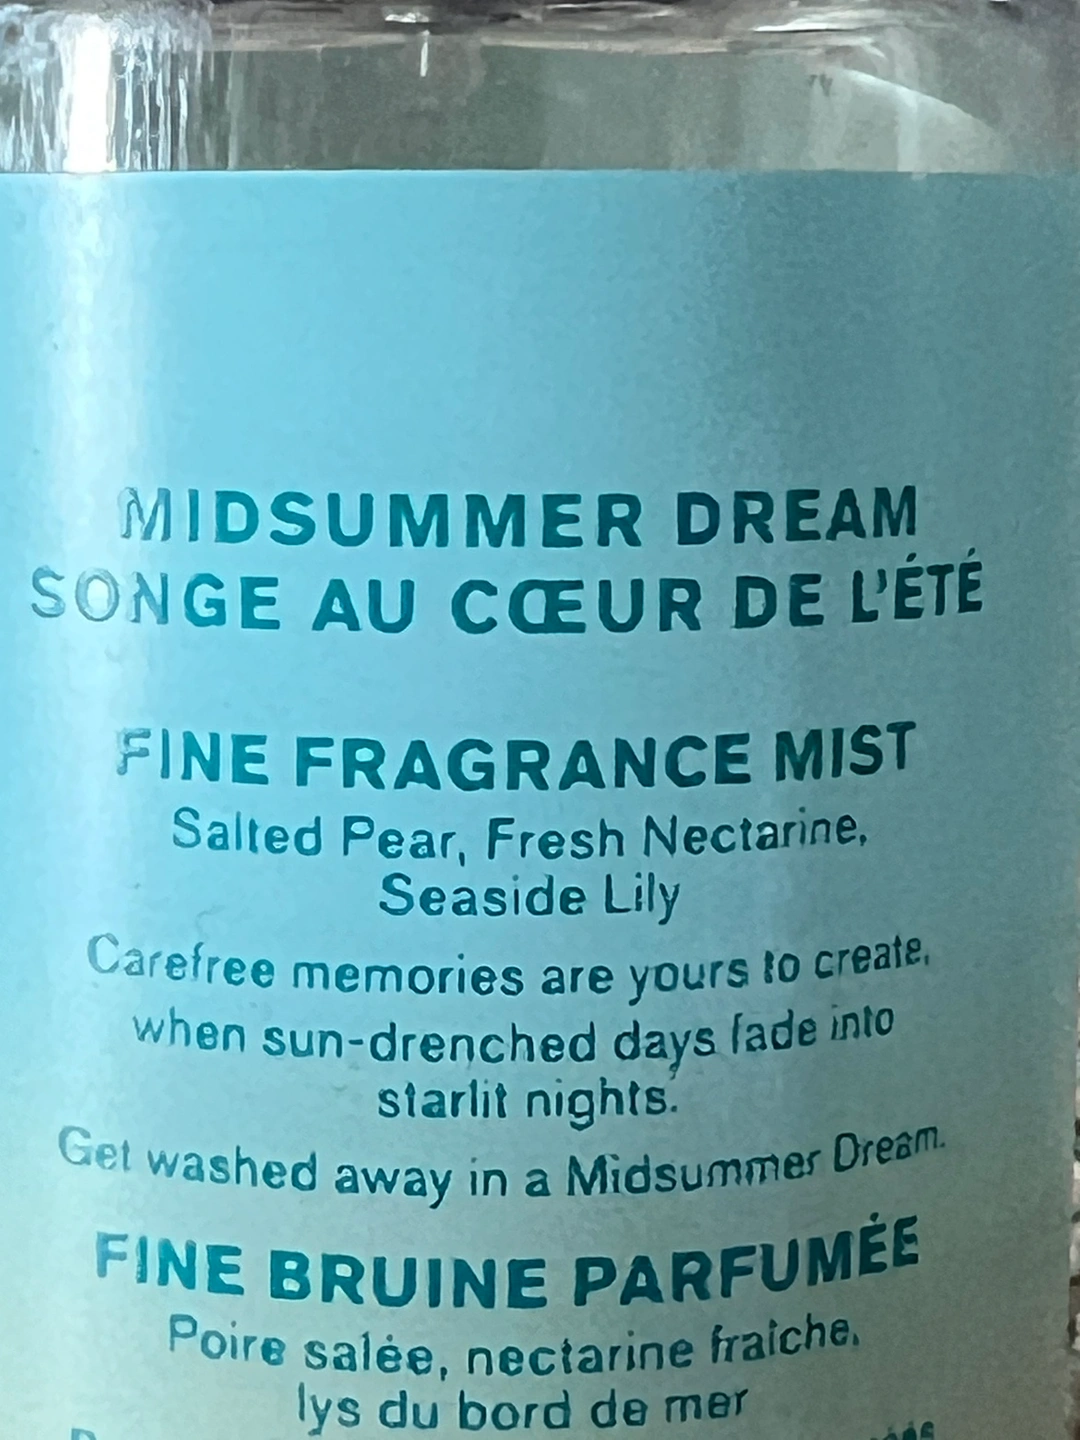 MIDSUMMER DREAM
SONGE AU CŒUR DE L'ÉTÉ
FINE FRAGRANCE MIST
Salted Pear, Fresh Nectarine,
Seaside Lily
Carefree memories are yours to create,
when sun-drenched days fade into
starlit nights.
Get washed away in a Midsummer Dream.
FINE BRUINE PARFUMÉE
Poire salée, nectarine fraîche,
lys du bord de mer